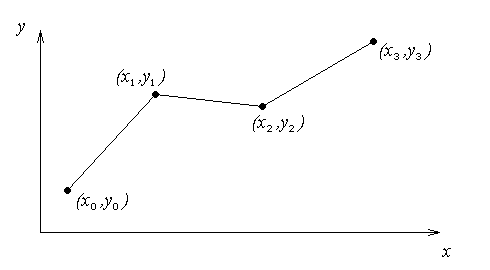 y
(x₃,y₃)
(x₁,y₁)
(x₂,y₂)
(x₀,y₀)
x